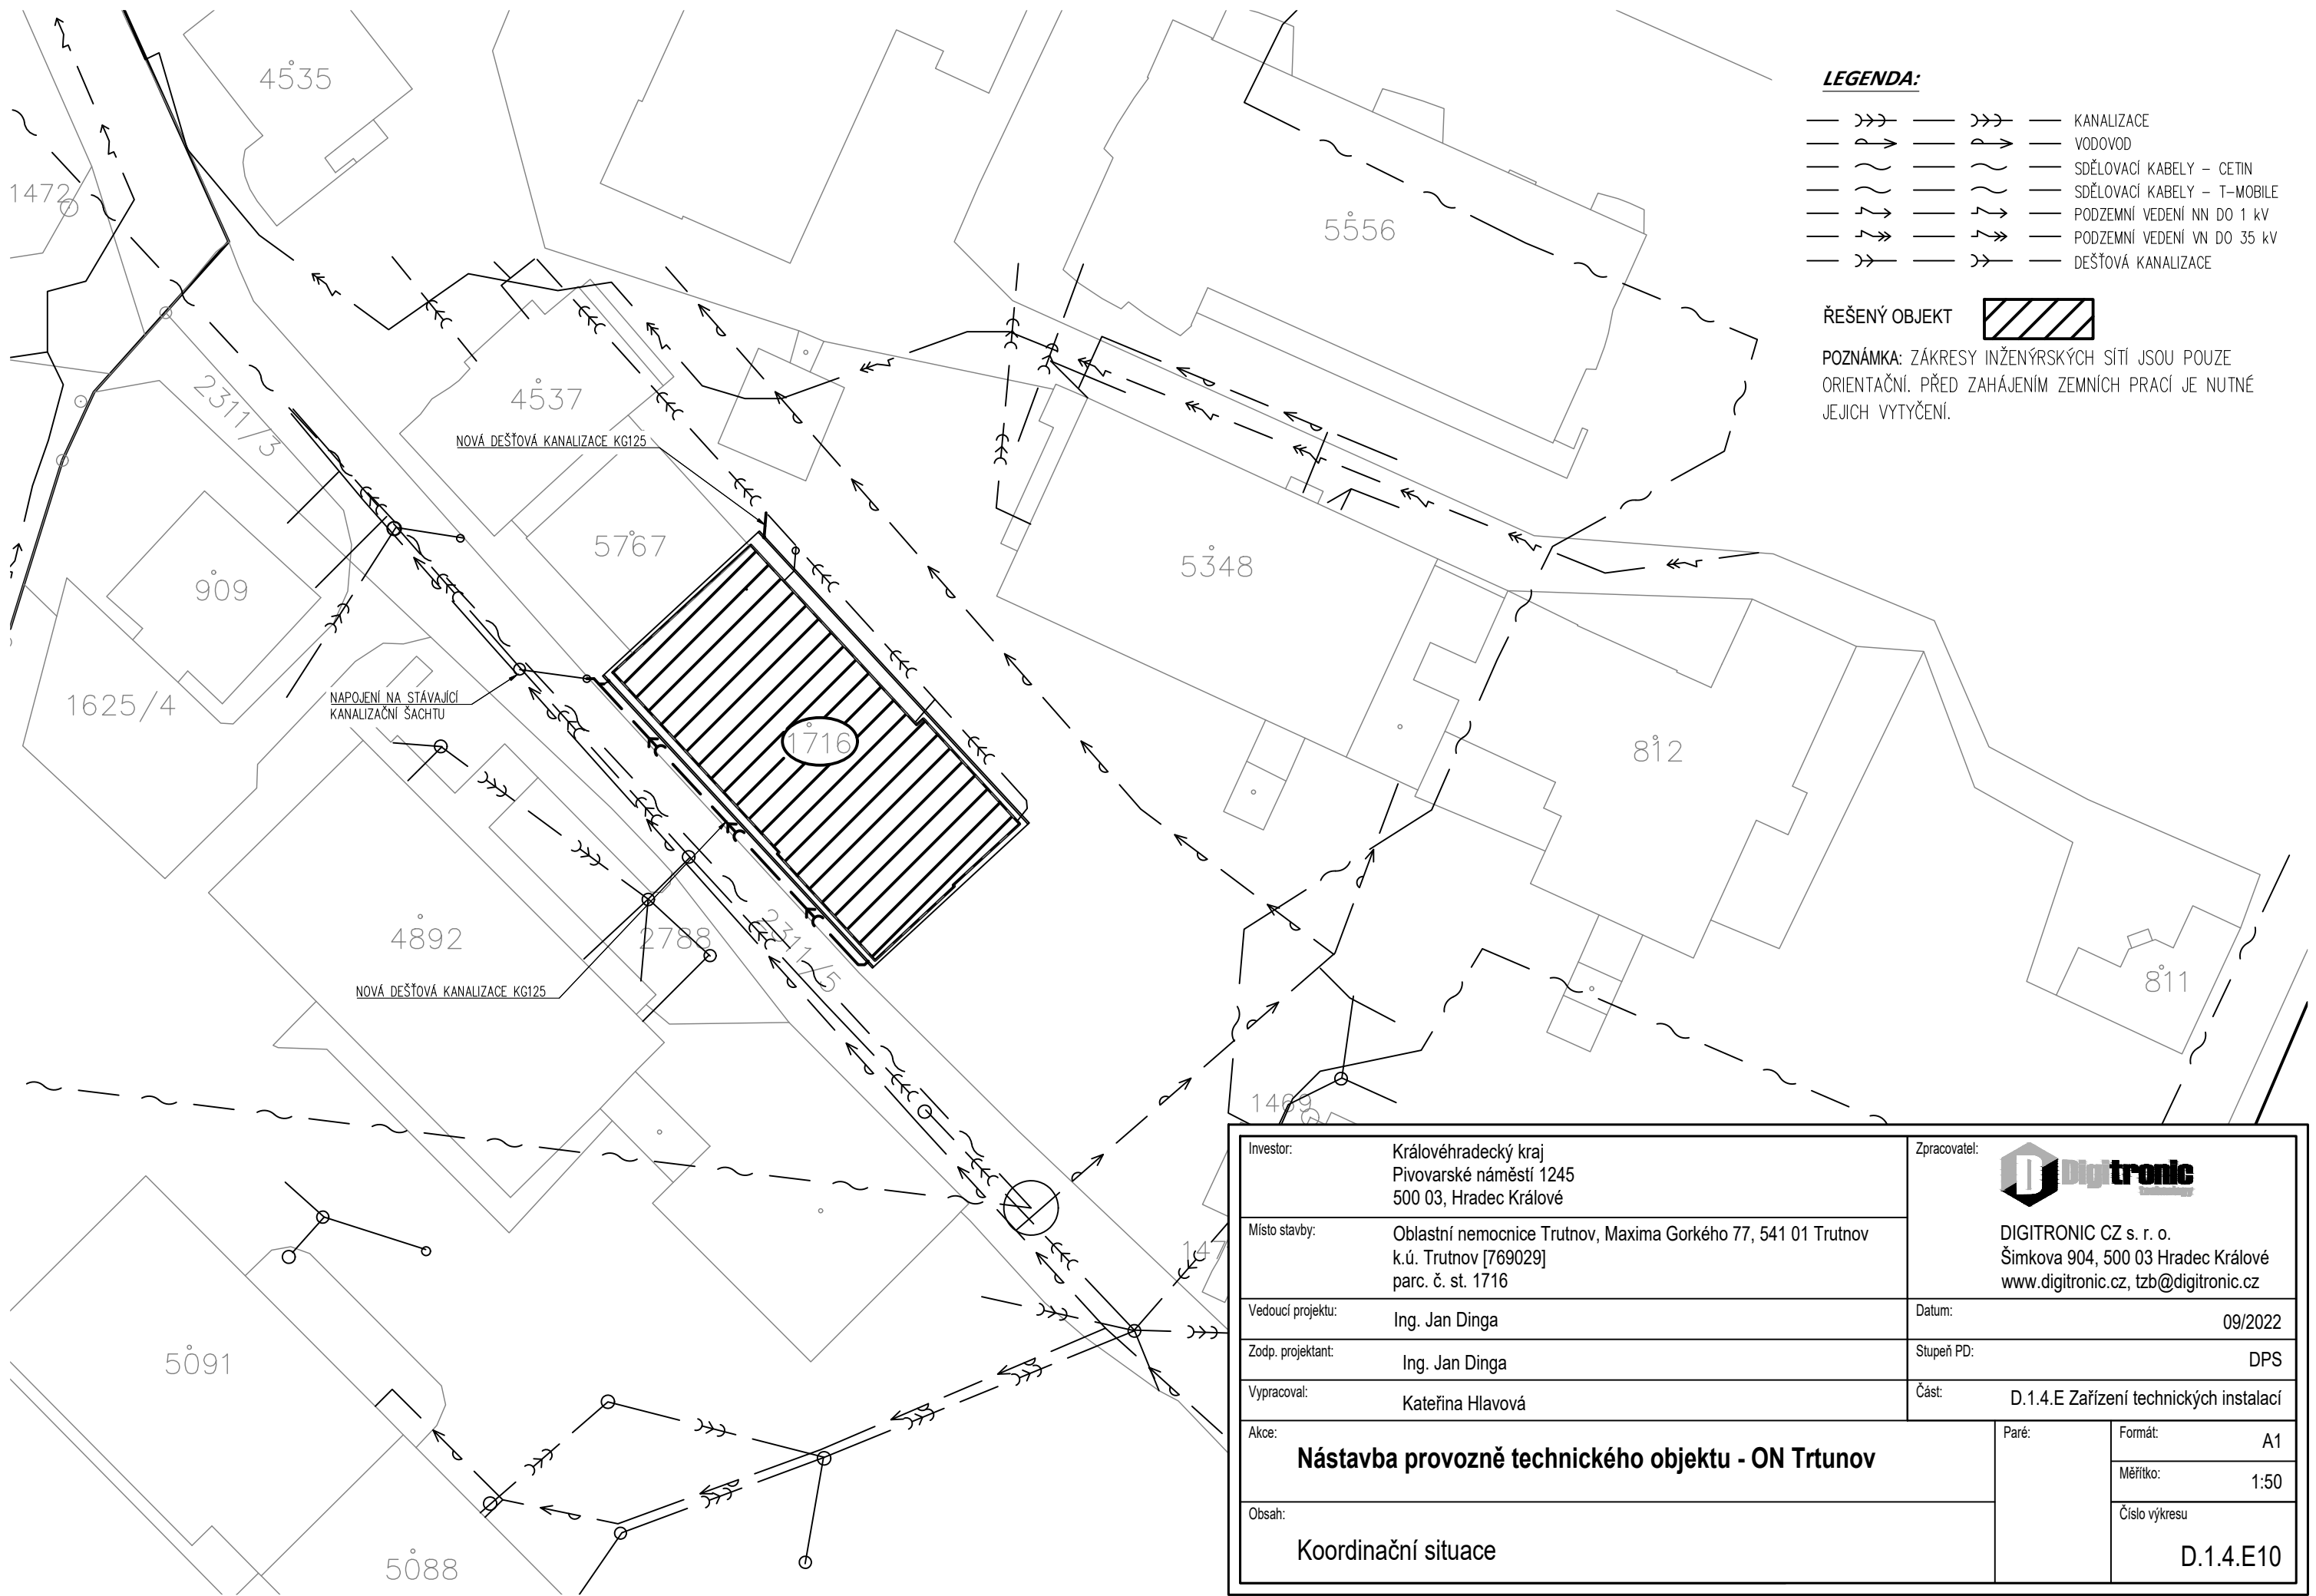 4535
1472
2311/3
4537
NOVÁ DEŠŤOVÁ KANALIZACE KG125
5767
909
1625/4
NAPOJENÍ NA STÁVAJÍCÍ
KANALIZAČNÍ ŠACHTU
1716
5556
5348
812
811
4892
2788
2311/5
NOVÁ DEŠŤOVÁ KANALIZACE KG125
1469
147
5091
5088
LEGENDA:
KANALIZACE
VODOVOD
SDĚLOVACÍ KABELY – CETIN
SDĚLOVACÍ KABELY – T–MOBILE
PODZEMNÍ VEDENÍ NN DO 1 kV
PODZEMNÍ VEDENÍ VN DO 35 kV
DEŠŤOVÁ KANALIZACE
ŘEŠENÝ OBJEKT
POZNÁMKA: ZÁKRESY INŽENÝRSKÝCH SÍTÍ JSOU POUZE
ORIENTAČNÍ. PŘED ZAHÁJENÍM ZEMNÍCH PRACÍ JE NUTNÉ
JEJICH VYTYČENÍ.
Investor:
Královéhradecký kraj
Pivovarské náměstí 1245
500 03, Hradec Králové
Místo stavby:
Oblastní nemocnice Trutnov, Maxima Gorkého 77, 541 01 Trutnov
k.ú. Trutnov [769029]
parc. č. st. 1716
Vedoucí projektu:
Ing. Jan Dinga
Zodp. projektant:
Ing. Jan Dinga
Vypracoval:
Kateřina Hlavová
Zpracovatel:
Digitronic
Technology
DIGITRONIC CZ s. r. o.
Šimkova 904, 500 03 Hradec Králové
www.digitronic.cz, tzb@digitronic.cz
Datum:
09/2022
Stupeň PD:
DPS
Část:
D.1.4.E Zařízení technických instalací
Akce:
Nástavba provozně technického objektu - ON Trtunov
Paré:
Formát:
A1
Měřítko:
1:50
Obsah:
Koordinační situace
Číslo výkresu
D.1.4.E10